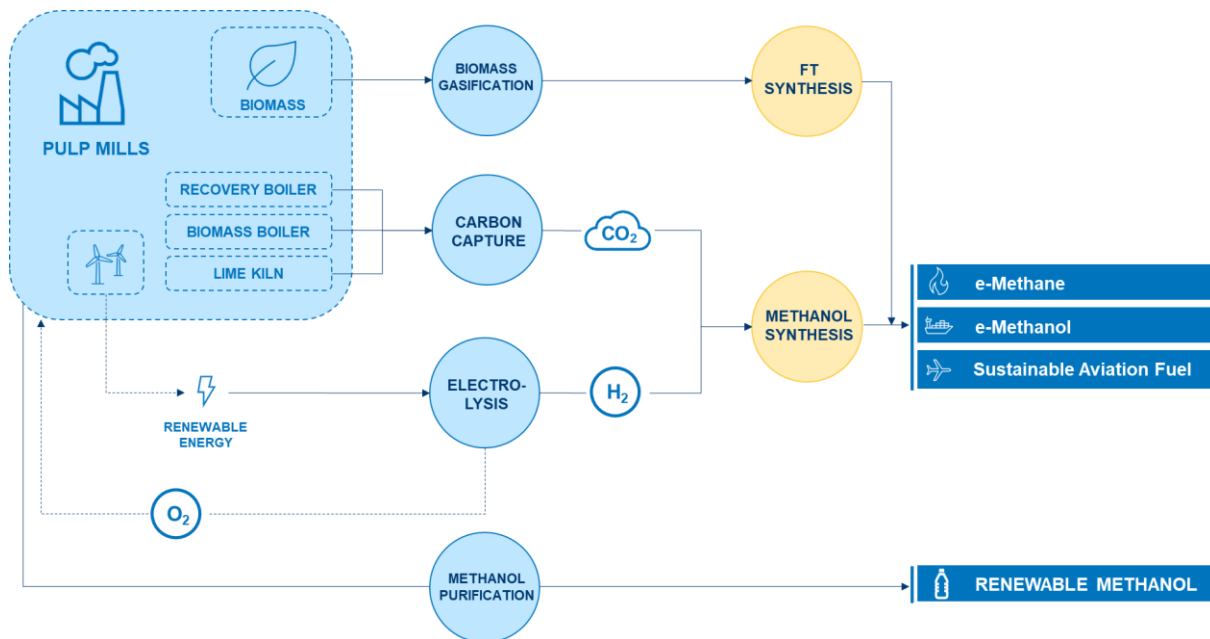 PULP MILLS
BIOMASS
RECOVERY BOILER
BIOMASS BOILER
LIME KILN
BIOMASS
GASIFICATION
FT
SYNTHESIS
CARBON
CAPTURE
CO₂
METHANOL
SYNTHESIS
e-Methane
e-Methanol
Sustainable Aviation Fuel
RENEWABLE
ENERGY
ELECTRO-
LYSIS
H₂
O₂
METHANOL
PURIFICATION
RENEWABLE METHANOL